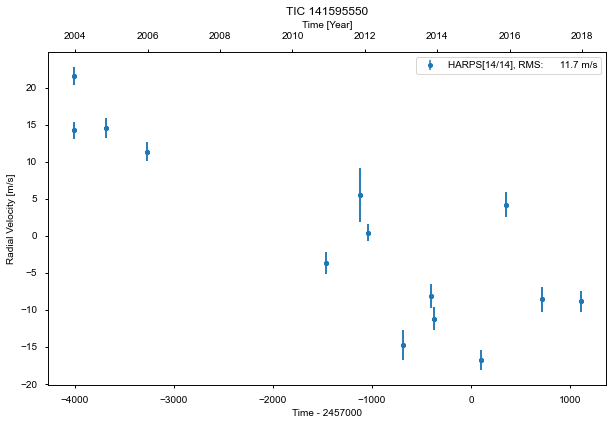 TIC 141595550
Time [Year]
2004 2006 2008 2010 2012 2014 2016 2018
HARPS[14/14], RMS: 11.7 m/s
20
15
10
5
0
−5
−10
−15
−20
Radial Velocity [m/s]
−4000 −3000 −2000 −1000 0 1000
Time - 2457000